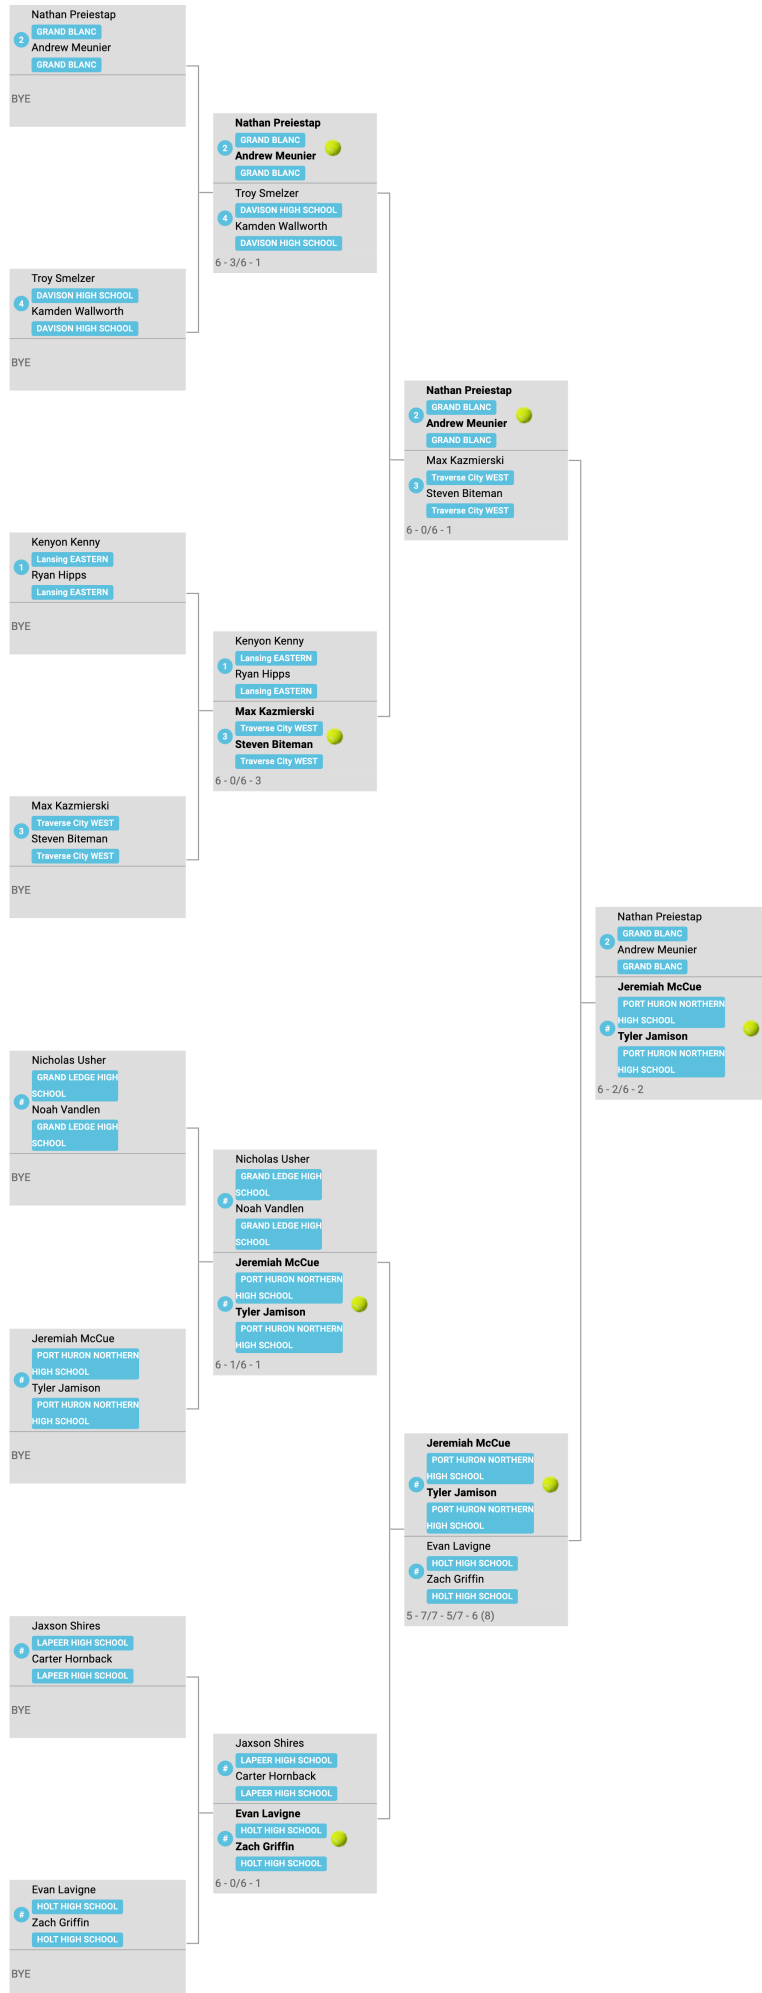 Nathan Preiestap
2
GRAND BLANC
Andrew Meunier
GRAND BLANC
BYE
Troy Smelzer
4
DAVISON HIGH SCHOOL
Kamden Wallworth
DAVISON HIGH SCHOOL
BYE
Kenyon Kenny
1
Lansing EASTERN
Ryan Hipps
Lansing EASTERN
BYE
Max Kazmierski
3
Traverse City WEST
Steven Biteman
Traverse City WEST
BYE
Nicholas Usher
#
GRAND LEDGE HIGH
SCHOOL
Noah Vandlen
GRAND LEDGE HIGH
SCHOOL
BYE
Jeremiah McCue
#
PORT HURON NORTHERN
HIGH SCHOOL
Tyler Jamison
PORT HURON NORTHERN
HIGH SCHOOL
BYE
Jaxson Shires
#
LAPEER HIGH SCHOOL
Carter Hornback
LAPEER HIGH SCHOOL
BYE
Evan Lavigne
#
HOLT HIGH SCHOOL
Zach Griffin
HOLT HIGH SCHOOL
BYE
Nathan Preiestap
2
GRAND BLANC
Andrew Meunier
GRAND BLANC
Troy Smelzer
4
DAVISON HIGH SCHOOL
Kamden Wallworth
DAVISON HIGH SCHOOL
6 - 3/6 - 1
Kenyon Kenny
1
Lansing EASTERN
Ryan Hipps
Lansing EASTERN
Max Kazmierski
3
Traverse City WEST
Steven Biteman
Traverse City WEST
6 - 0/6 - 3
Nicholas Usher
#
GRAND LEDGE HIGH
SCHOOL
Noah Vandlen
GRAND LEDGE HIGH
SCHOOL
Jeremiah McCue
#
PORT HURON NORTHERN
HIGH SCHOOL
Tyler Jamison
PORT HURON NORTHERN
HIGH SCHOOL
6 - 1/6 - 1
Jaxson Shires
#
LAPEER HIGH SCHOOL
Carter Hornback
LAPEER HIGH SCHOOL
Evan Lavigne
#
HOLT HIGH SCHOOL
Zach Griffin
HOLT HIGH SCHOOL
6 - 0/6 - 1
Nathan Preiestap
2
GRAND BLANC
Andrew Meunier
GRAND BLANC
Max Kazmierski
3
Traverse City WEST
Steven Biteman
Traverse City WEST
6 - 0/6 - 1
Jeremiah McCue
#
PORT HURON NORTHERN
HIGH SCHOOL
Tyler Jamison
PORT HURON NORTHERN
HIGH SCHOOL
Evan Lavigne
#
HOLT HIGH SCHOOL
Zach Griffin
HOLT HIGH SCHOOL
5 - 7/7 - 5/7 - 6 (8)
Nathan Preiestap
2
GRAND BLANC
Andrew Meunier
GRAND BLANC
Jeremiah McCue
#
PORT HURON NORTHERN
HIGH SCHOOL
Tyler Jamison
PORT HURON NORTHERN
HIGH SCHOOL
6 - 2/6 - 2